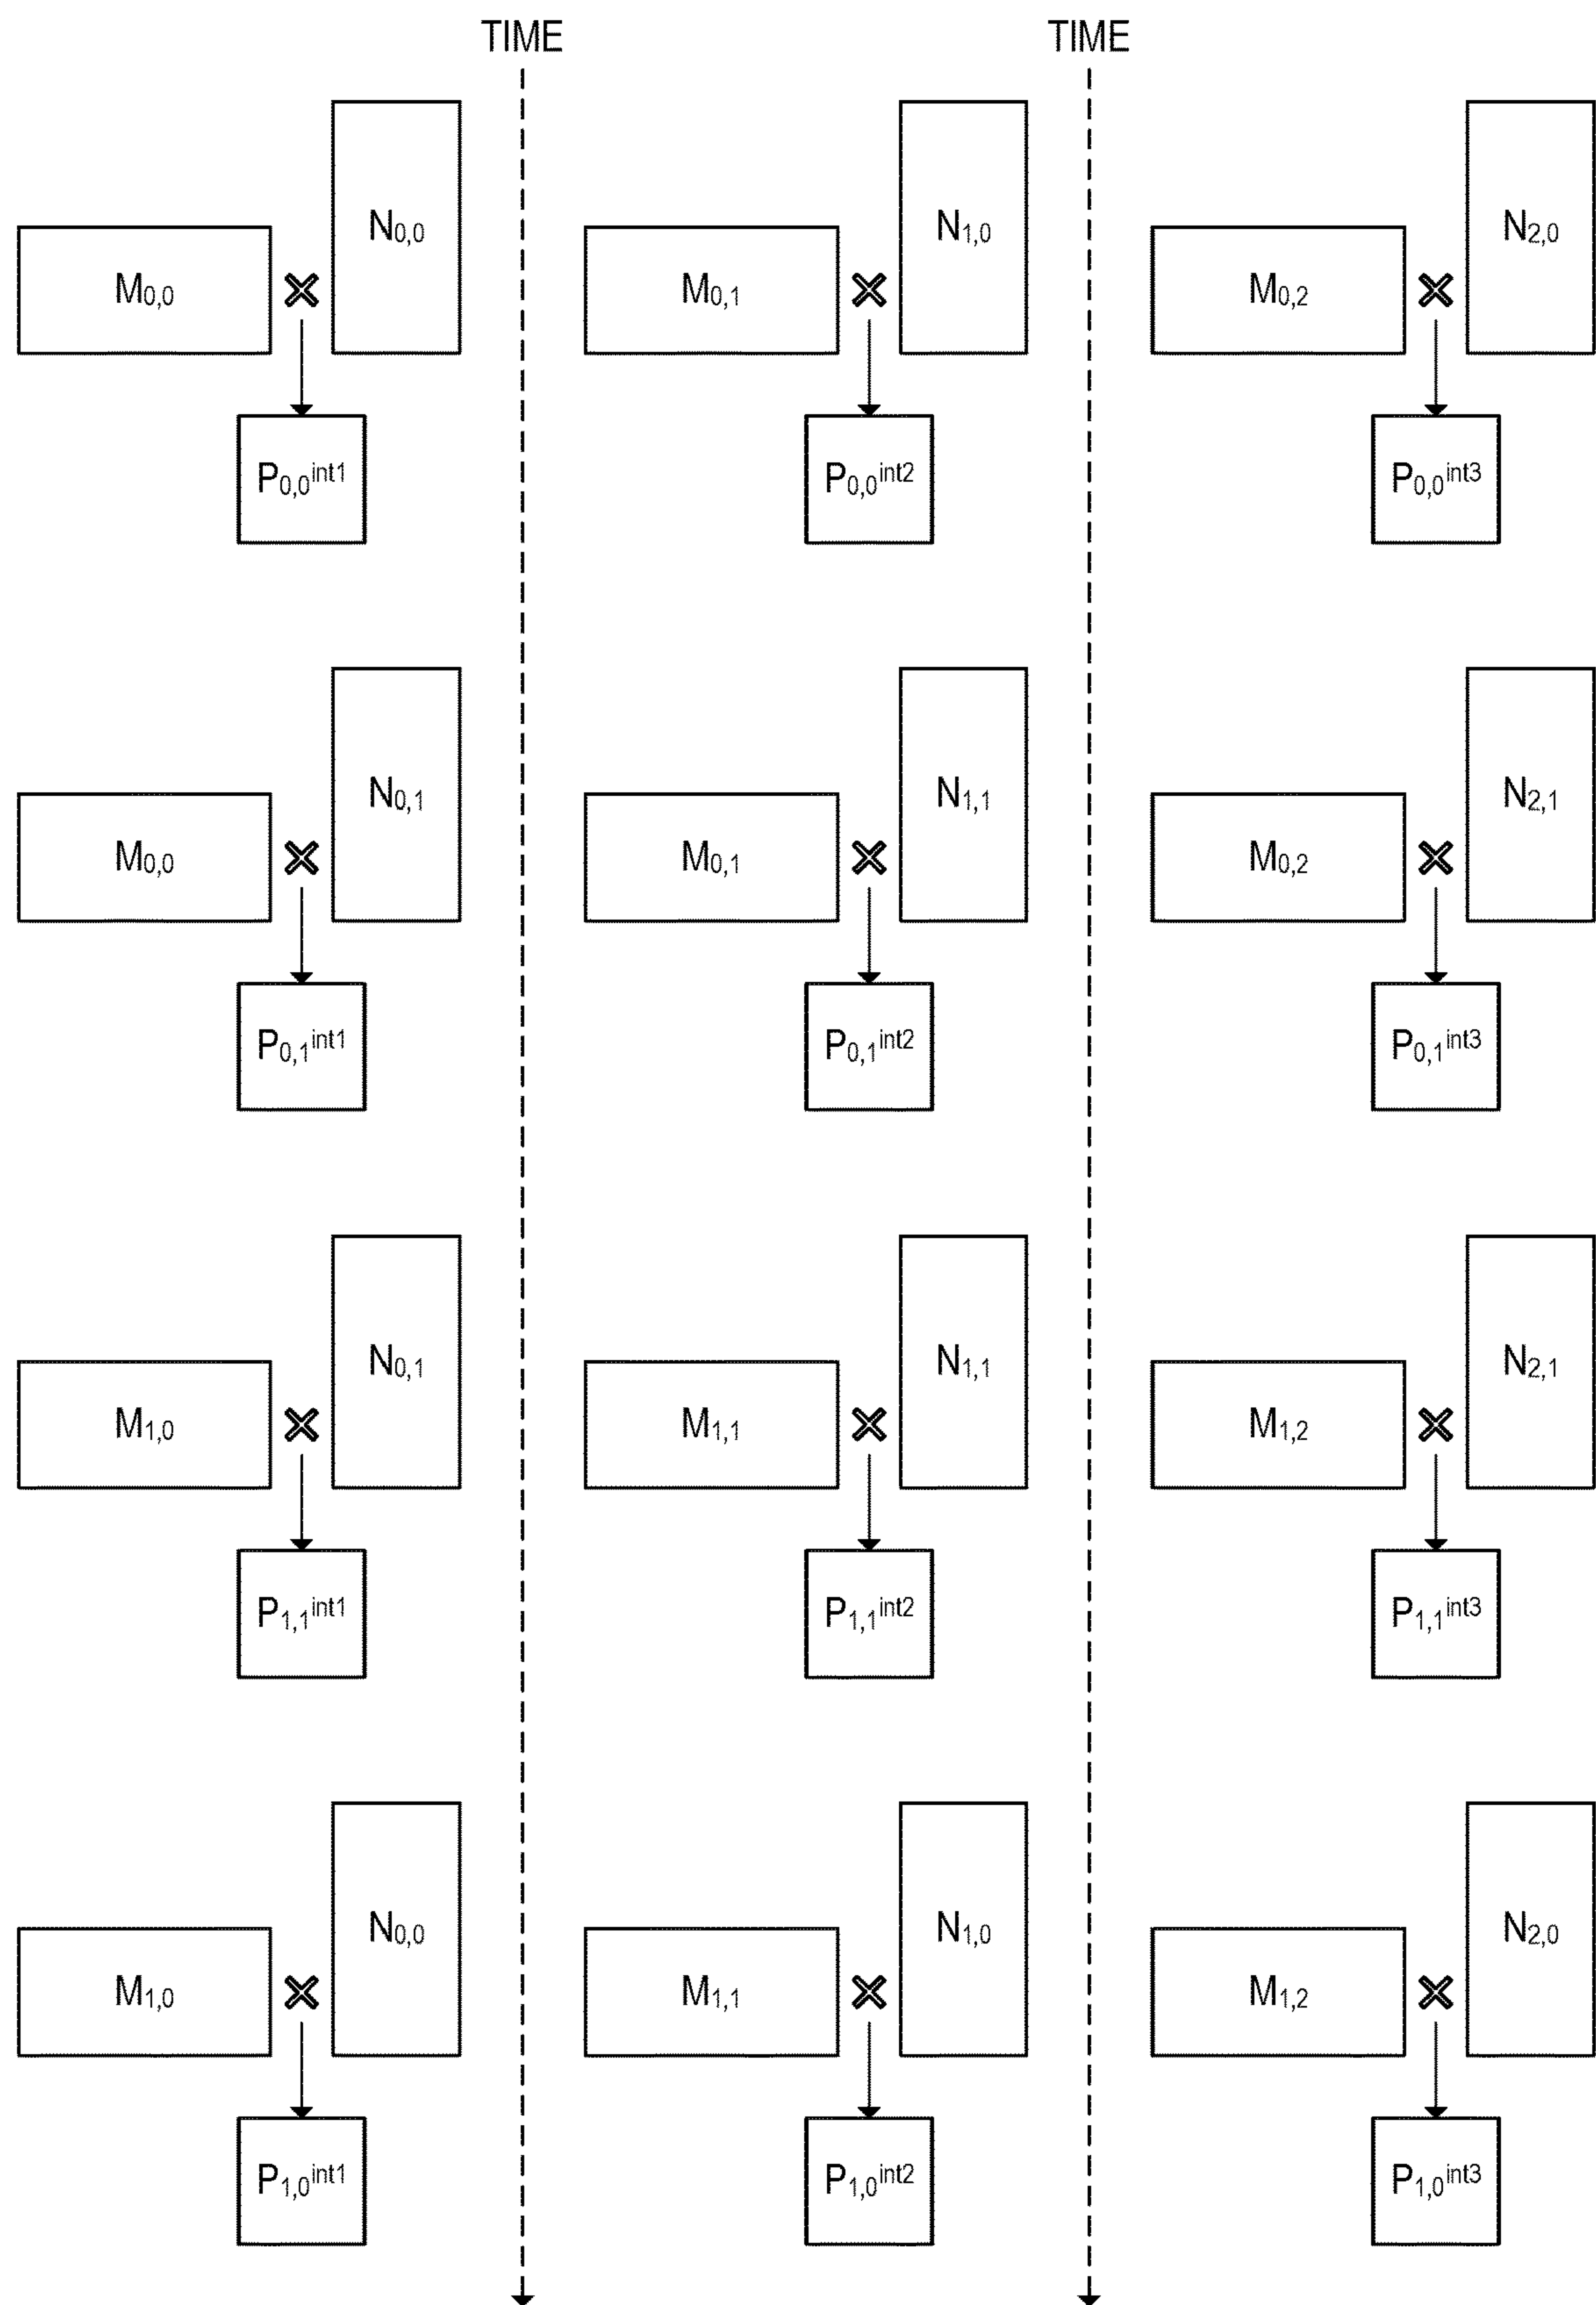 TIME TIME
N0,0 N1,0 N2,0
M0,0 M0,1 M0,2
P0,0int1 P0,0int2 P0,0int3
N0,1 N1,1 N2,1
M0,0 M0,1 M0,2
P0,1int1 P0,1int2 P0,1int3
N0,1 N1,1 N2,1
M1,0 M1,1 M1,2
P1,1int1 P1,1int2 P1,1int3
N0,0 N1,0 N2,0
M1,0 M1,1 M1,2
P1,0int1 P1,0int2 P1,0int3